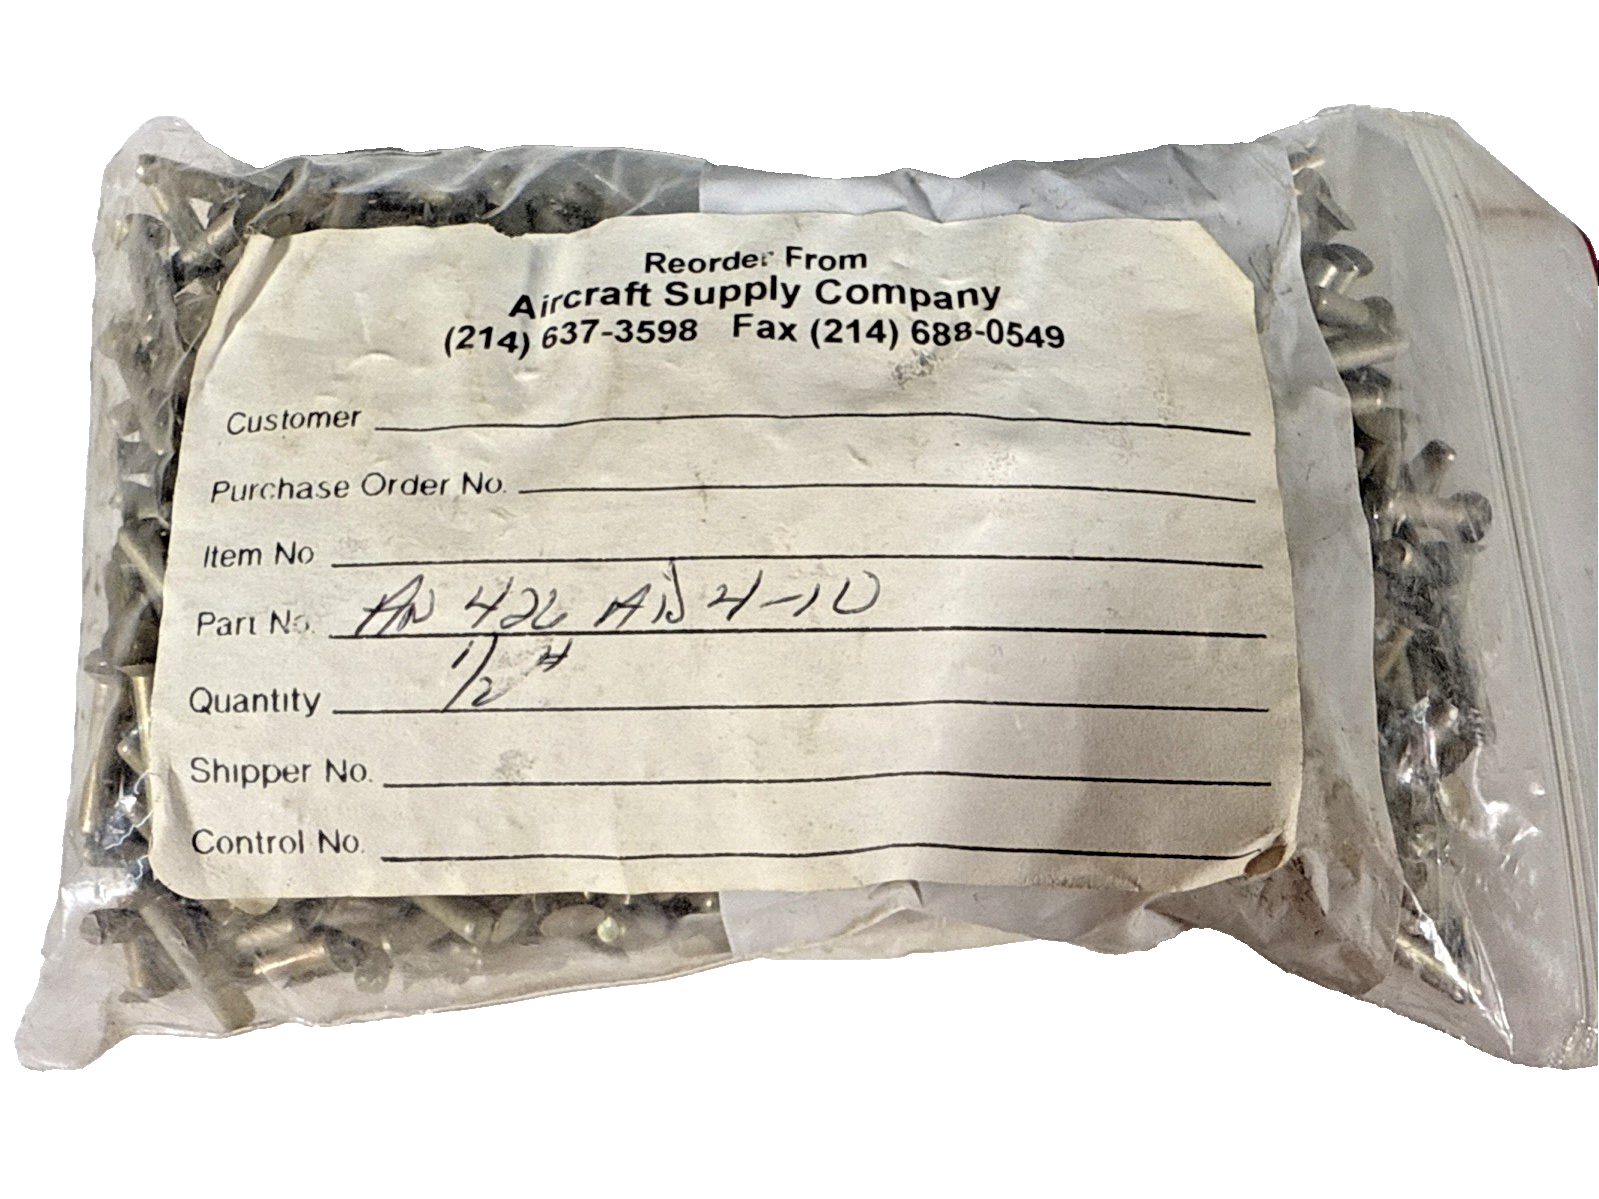 Reorder From
Aircraft Supply Company
(214) 637-3598 Fax (214) 688-0549
Customer
Purchase Order No.
Item No
Part No. AN 426 AD 4-10
Quantity 1/2 #
Shipper No.
Control No.